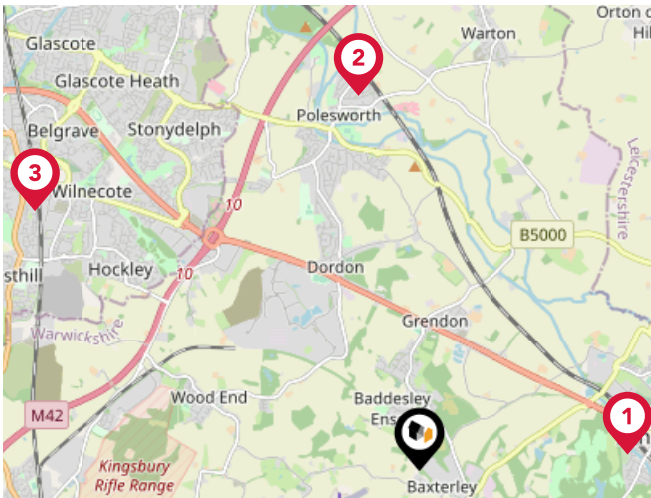 Glascote
Glascote Heath
Belgrave
Stonydelph
2
Polesworth
Warton
Orton o
Hil
3
Wilnecote
10
Leicestershire
B5000
sthill
Hockley
10
Dordon
Warwickshire
Grendon
M42
Wood End
Baddesley
Ens
1
Kingsbury
Rifle Range
Baxterley